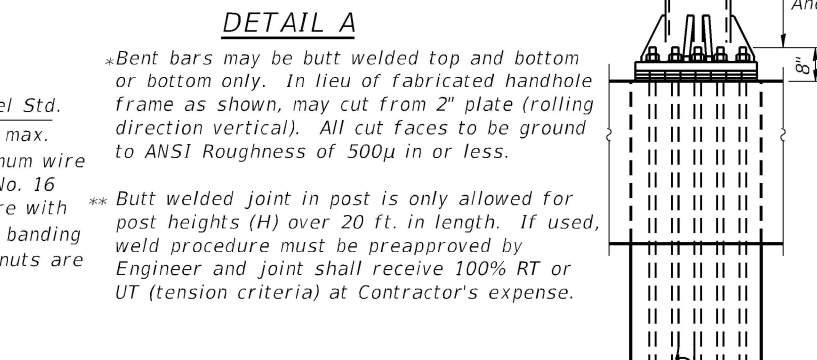 DETAIL A
*Bent bars may be butt welded top and bottom
or bottom only. In lieu of fabricated handhole
frame as shown, may cut from 2" plate (rolling
direction vertical). All cut faces to be ground
to ANSI Roughness of 500µ in or less.
** Butt welded joint in post is only allowed for
post heights (H) over 20 ft. in length. If used,
weld procedure must be preapproved by
Engineer and joint shall receive 100% RT or
UT (tension criteria) at Contractor's expense.
el Std.
max.
num wire
No. 16
re with
banding
nuts are
8"